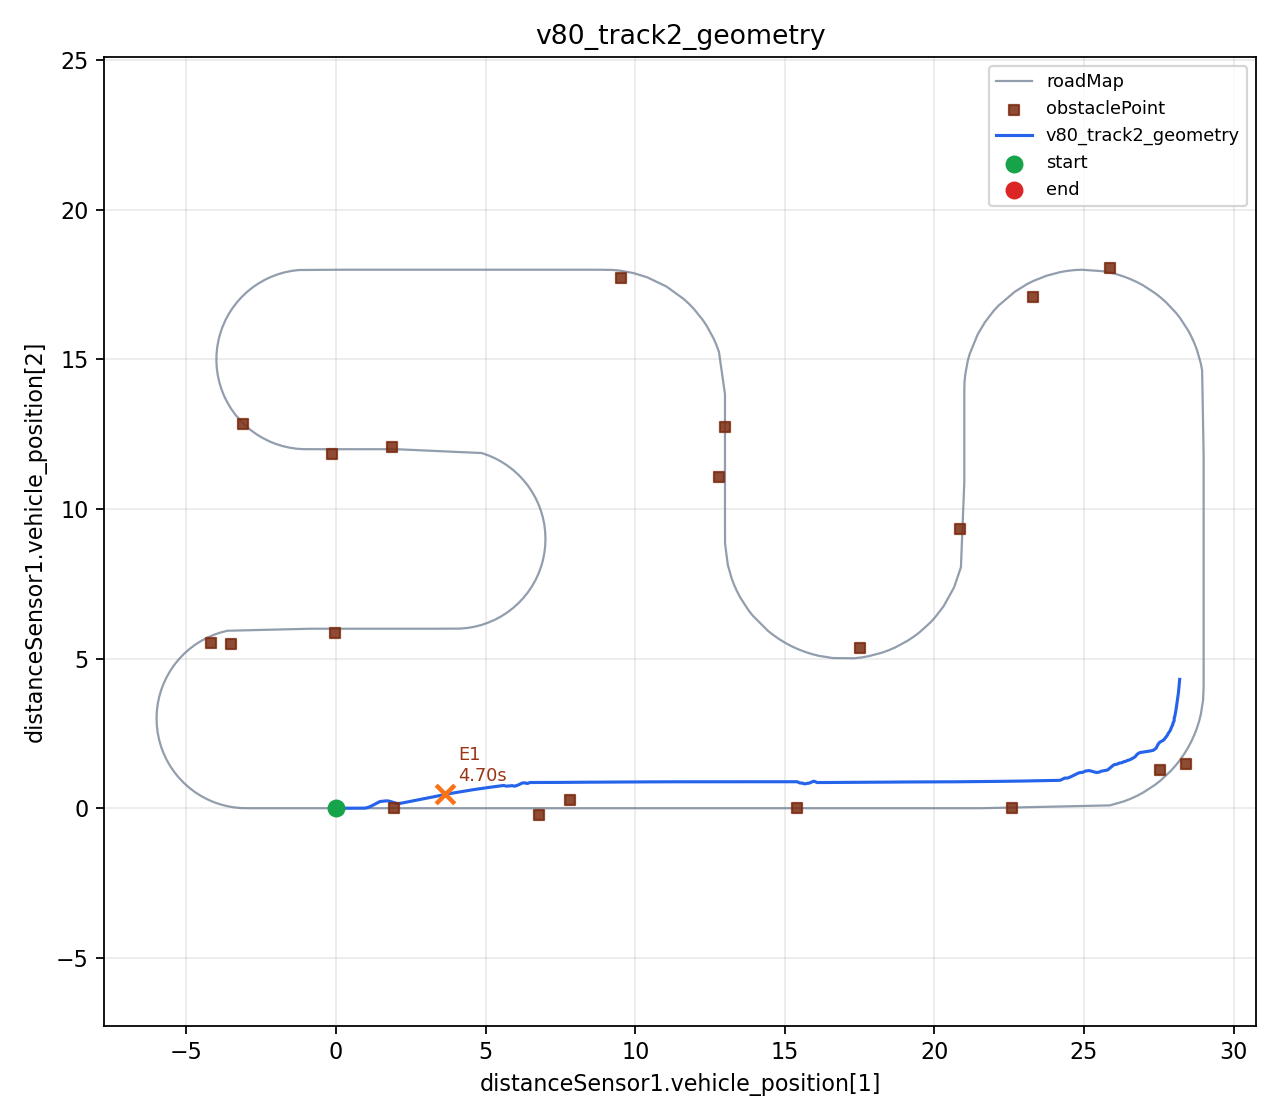 v80_track2_geometry
25
20
15
10
5
0
−5
distanceSensor1.vehicle_position[2]
roadMap
obstaclePoint
v80_track2_geometry
start
end
E1
4.70s
−5
0
5
10
15
20
25
30
distanceSensor1.vehicle_position[1]